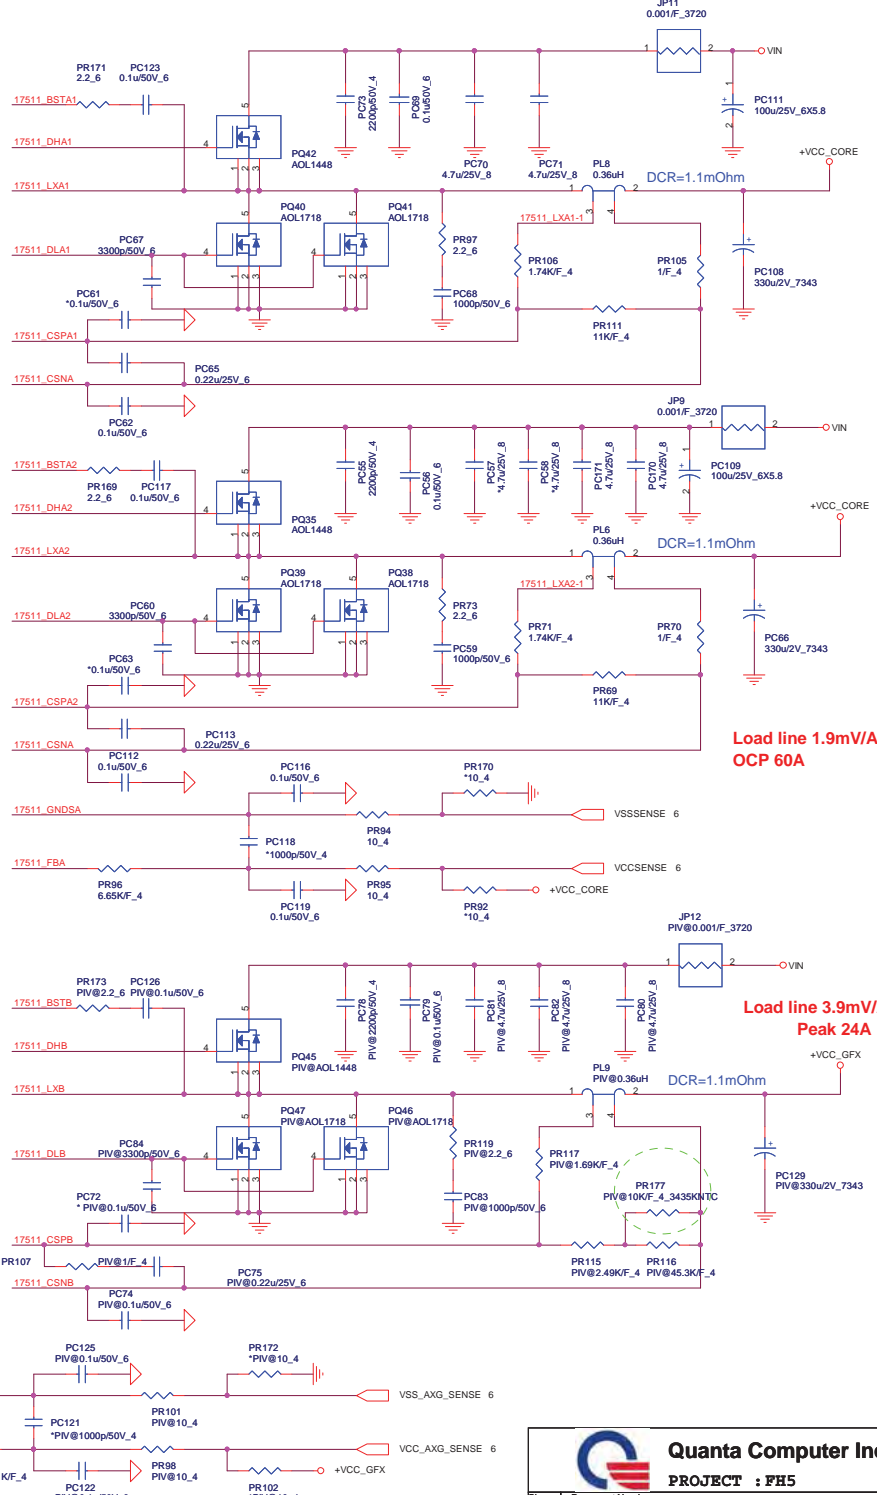 JP11
0.001/F_3720
1
2
VIN
PR171
2.2_6
PC123
0.1u/50V_6
17511_BSTA1
PC73
2200p/50V_4
PC69
0.1u/50V_6
PC70
4.7u/25V_8
PC71
4.7u/25V_8
PC111
100u/25V_6X5.8
17511_DHA1
PQ42
AOL1448
PL8
0.36uH
DCR=1.1mOhm
+VCC_CORE
17511_LXA1
PQ40
AOL1718
PQ41
AOL1718
17511_LXA1-1
PC67
3300p/50V_6
17511_DLA1
PR97
2.2_6
PR106
1.74K/F_4
PR105
1/F_4
PC108
330u/2V_7343
PC61
*0.1u/50V_6
PC68
1000p/50V_6
PR111
11K/F_4
17511_CSPA1
PC65
0.22u/25V_6
17511_CSNA
PC62
0.1u/50V_6
JP9
0.001/F_3720
1
2
VIN
17511_BSTA2
PR169
2.2_6
PC117
0.1u/50V_6
PC55
2200p/50V_4
PC56
0.1u/50V_6
PC57
*4.7u/25V_8
PC58
*4.7u/25V_8
PC171
4.7u/25V_8
PC170
4.7u/25V_8
PC109
100u/25V_6X5.8
17511_DHA2
PQ35
AOL1448
PL6
0.36uH
DCR=1.1mOhm
+VCC_CORE
17511_LXA2
PQ39
AOL1718
PQ38
AOL1718
17511_LXA2-1
PC60
3300p/50V_6
17511_DLA2
PR73
2.2_6
PR71
1.74K/F_4
PR70
1/F_4
PC66
330u/2V_7343
PC63
*0.1u/50V_6
PC59
1000p/50V_6
PR69
11K/F_4
17511_CSPA2
PC113
0.22u/25V_6
17511_CSNA
PC112
0.1u/50V_6
Load line 1.9mV/A
OCP 60A
PC116
0.1u/50V_6
PR170
*10_4
17511_GNDSA
PR94
10_4
VSSSENSE 6
PC118
*1000p/50V_4
17511_FBA
PR96
6.65K/F_4
PR95
10_4
VCCSENSE 6
PC119
0.1u/50V_6
PR92
*10_4
+VCC_CORE
JP12
PIV@0.001/F_3720
1
2
VIN
PR173
PIV@2.2_6
PC126
PIV@0.1u/50V_6
17511_BSTB
PC78
PIV@2200p/50V_4
PC79
PIV@0.1u/50V_6
PC81
PIV@4.7u/25V_8
PC82
PIV@4.7u/25V_8
PC80
PIV@4.7u/25V_8
Load line 3.9mV/
Peak 24A
17511_DHB
PQ45
PIV@AOL1448
PL9
PIV@0.36uH
DCR=1.1mOhm
+VCC_GFX
17511_LXB
PQ47
PIV@AOL1718
PQ46
PIV@AOL1718
PC84
PIV@3300p/50V_6
17511_DLB
PR119
PIV@2.2_6
PR117
PIV@1.69K/F_4
PR177
PIV@10K/F_4_3435KNTC
PC129
PIV@330u/2V_7343
PC72
* PIV@0.1u/50V_6
PC83
PIV@1000p/50V_6
17511_CSPB
PR107
PIV@1/F_4
PC75
PIV@0.22u/25V_6
PR115
PIV@2.49K/F_4
PR116
PIV@45.3K/F_4
17511_CSNB
PC74
PIV@0.1u/50V_6
PC125
PIV@0.1u/50V_6
PR172
*PIV@10_4
PR101
PIV@10_4
VSS_AXG_SENSE 6
PC121
*PIV@1000p/50V_4
PR98
PIV@10_4
VCC_AXG_SENSE 6
K/F_4
PC122
PR102
+VCC_GFX
Quanta Computer Inc
PROJECT : FH5